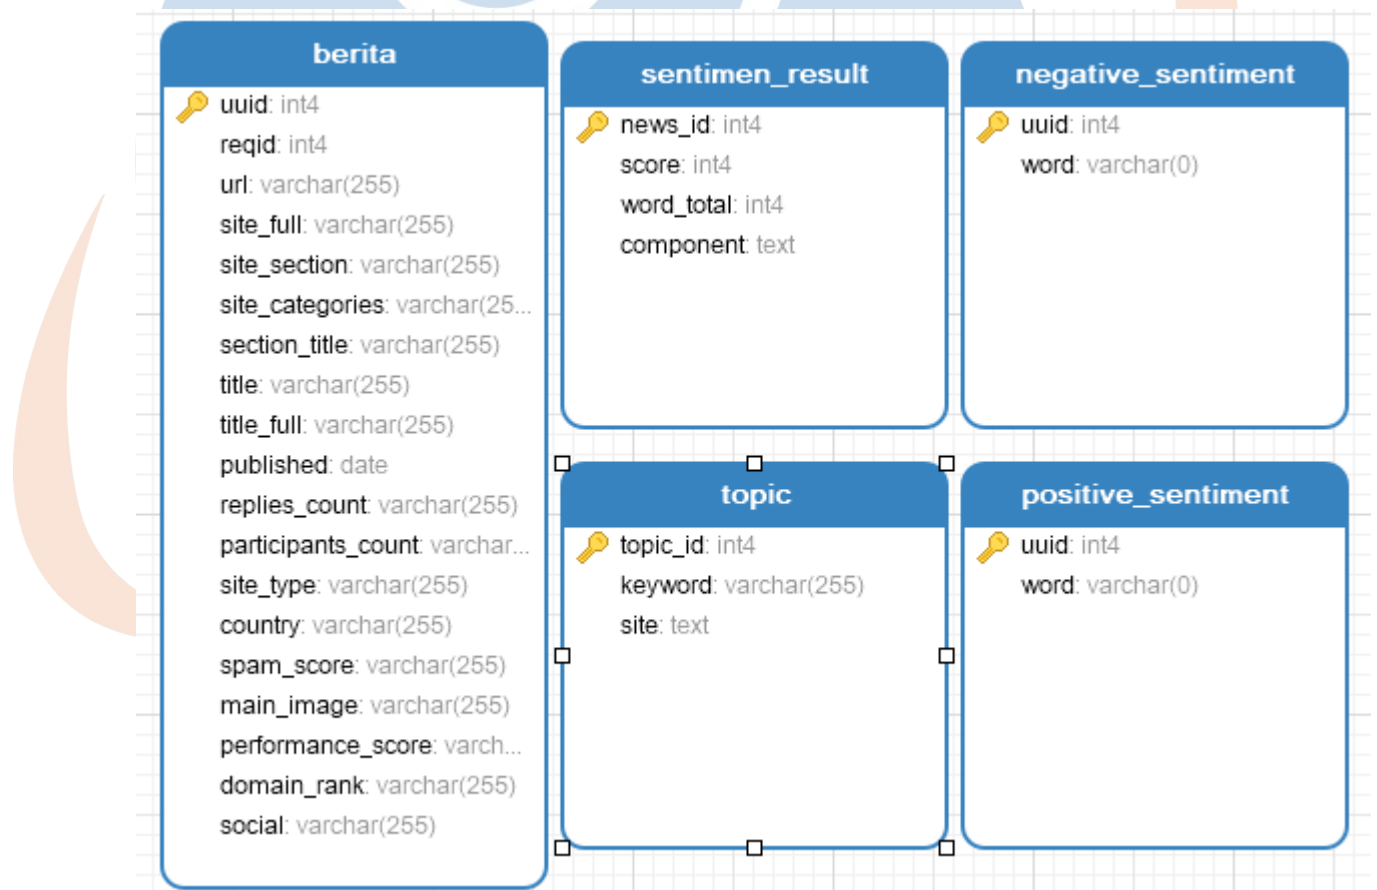 berita
uuid: int4
reqid: int4
url: varchar(255)
site_full: varchar(255)
site_section: varchar(255)
site_categories: varchar(25...
section_title: varchar(255)
title: varchar(255)
title_full: varchar(255)
published: date
replies_count: varchar(255)
participants_count: varchar...
site_type: varchar(255)
country: varchar(255)
spam_score: varchar(255)
main_image: varchar(255)
performance_score: varch...
domain_rank: varchar(255)
social: varchar(255)
sentimen_result
news_id: int4
score: int4
word_total: int4
component: text
negative_sentiment
uuid: int4
word: varchar(0)
topic
topic_id: int4
keyword: varchar(255)
site: text
positive_sentiment
uuid: int4
word: varchar(0)